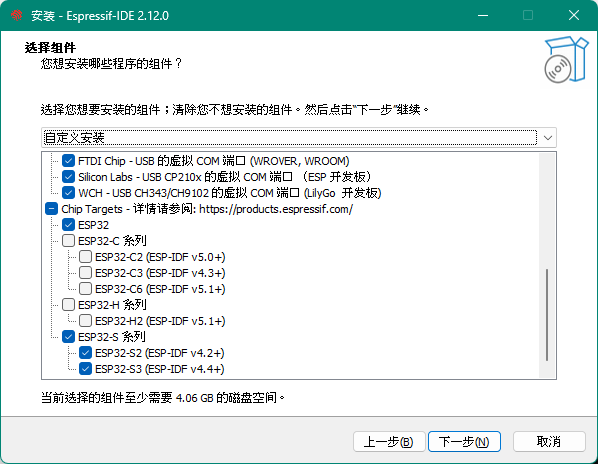 安装 - Espressif-IDE 2.12.0
选择组件
您想安装哪些程序的组件？
选择您想要安装的组件；清除您不想安装的组件。然后点击“下一步”继续。
自定义安装
FTDI Chip - USB 的虚拟 COM 端口 (WROVER, WROOM)
Silicon Labs - USB CP210x 的虚拟 COM 端口 （ESP 开发板）
WCH - USB CH343/CH9102 的虚拟 COM 端口 (LilyGo 开发板)
Chip Targets - 详情请参阅: https://products.espressif.com/
ESP32
ESP32-C 系列
ESP32-C2 (ESP-IDF v5.0+)
ESP32-C3 (ESP-IDF v4.3+)
ESP32-C6 (ESP-IDF v5.1+)
ESP32-H 系列
ESP32-H2 (ESP-IDF v5.1+)
ESP32-S 系列
ESP32-S2 (ESP-IDF v4.2+)
ESP32-S3 (ESP-IDF v4.4+)
当前选择的组件至少需要 4.06 GB 的磁盘空间。
上一步(B) 下一步(N) 取消